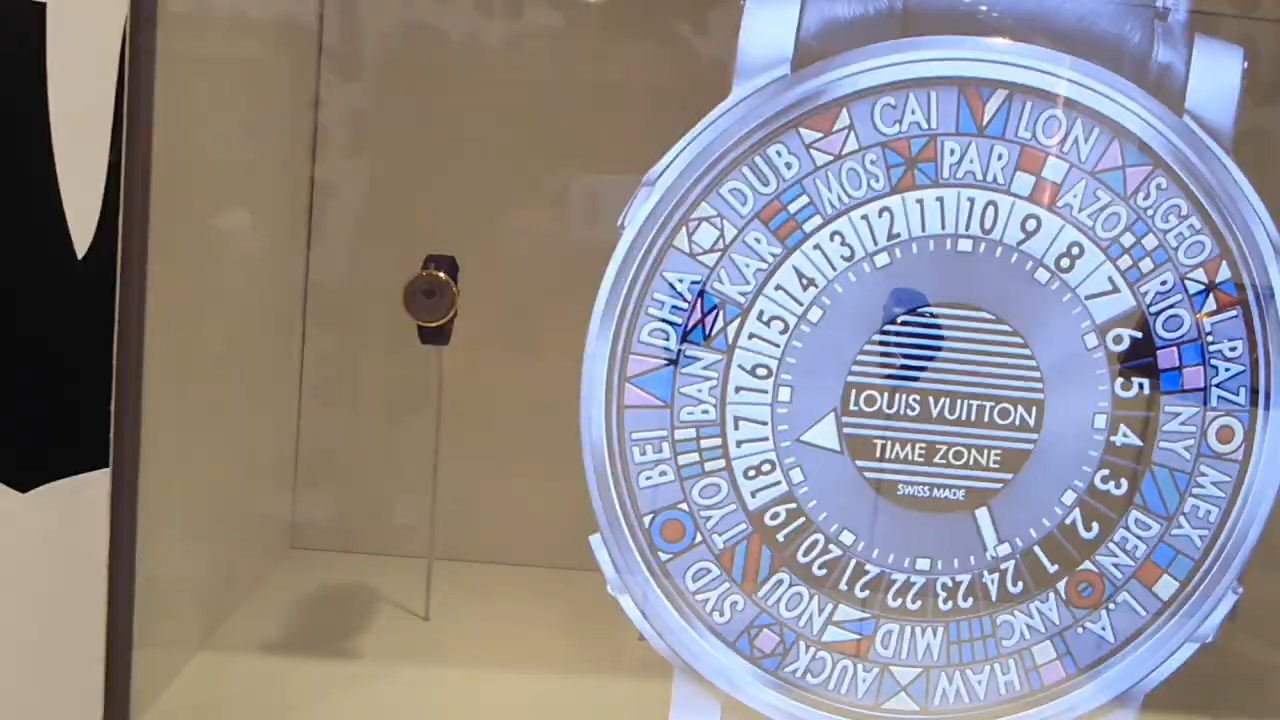 CAI
LON
S.GEO
L.PAZ
MEX
L.A.
HAW
AUCK
SYD
BEI
DHA
DUB
PAR
AZO
RIO
NY
DEN
ANC
MID
NOU
TYO
BAN
KAR
MOS
12
11
10
9
8
7
6
5
4
3
2
1
24
23
22
21
20
19
18
17
16
15
14
13
LOUIS VUITTON
TIME ZONE
SWISS MADE